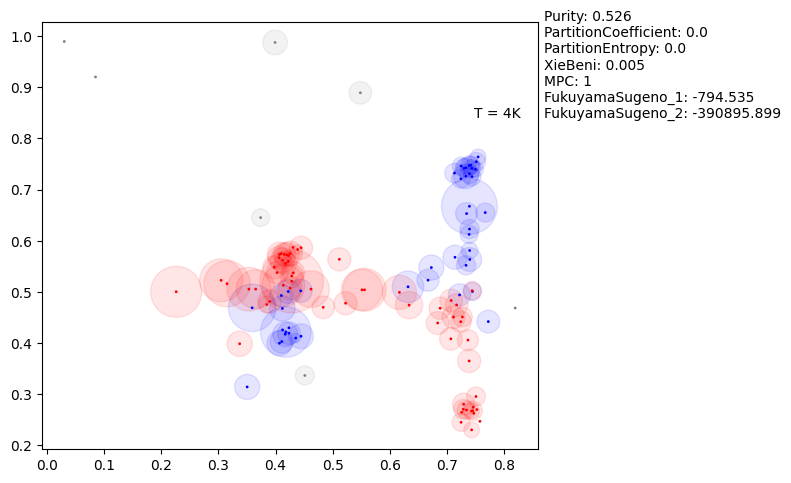 Purity: 0.526
PartitionCoefficient: 0.0
PartitionEntropy: 0.0
XieBeni: 0.005
MPC: 1
FukuyamaSugeno_1: -794.535
FukuyamaSugeno_2: -390895.899
T = 4K
1.0
0.9
0.8
0.7
0.6
0.5
0.4
0.3
0.2
0.0 0.1 0.2 0.3 0.4 0.5 0.6 0.7 0.8